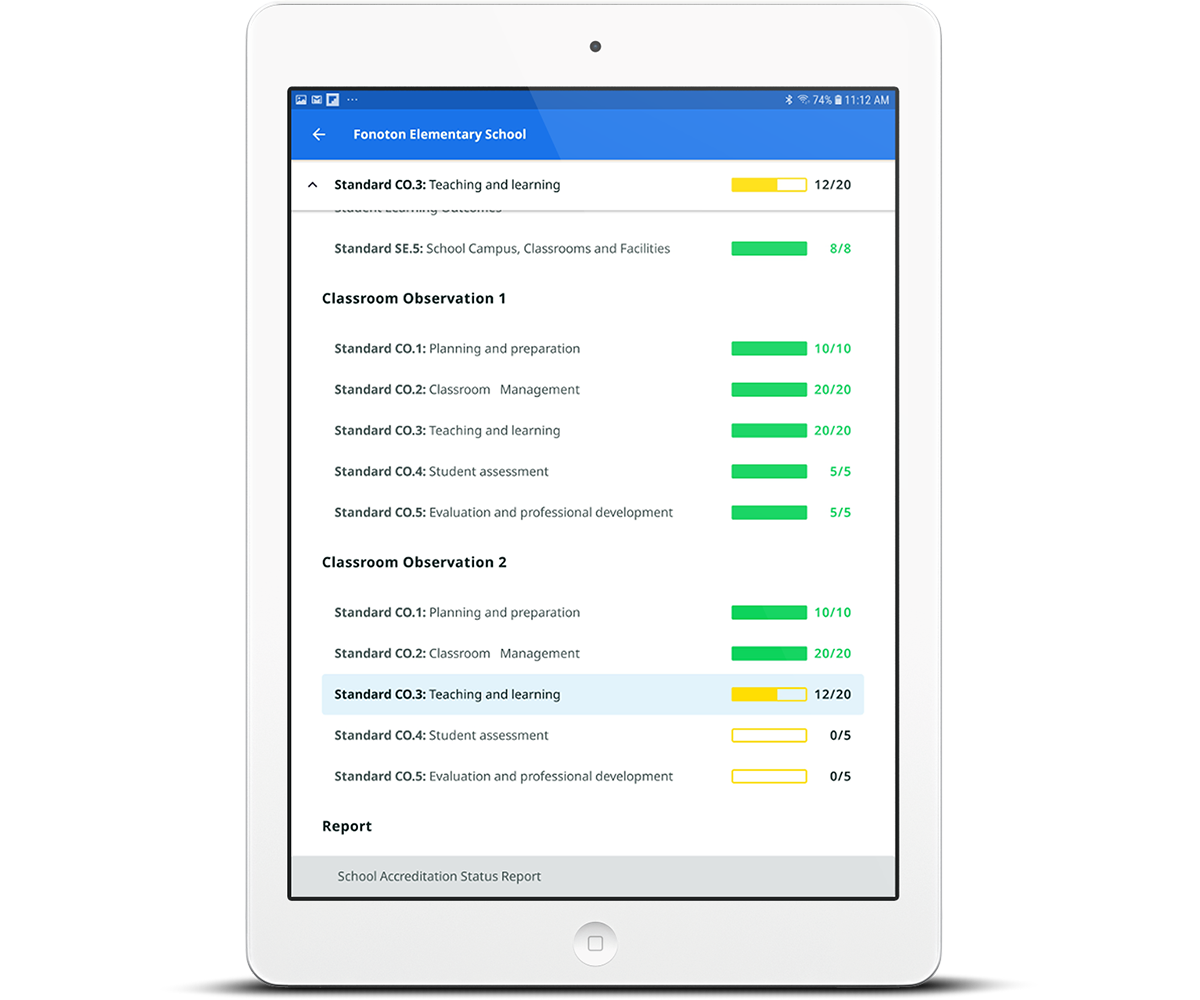 74% 11:12 AM
Fonoton Elementary School
Standard CO.3: Teaching and learning 12/20
Student Learning Outcomes
Standard SE.5: School Campus, Classrooms and Facilities 8/8
Classroom Observation 1
Standard CO.1: Planning and preparation 10/10
Standard CO.2: Classroom Management 20/20
Standard CO.3: Teaching and learning 20/20
Standard CO.4: Student assessment 5/5
Standard CO.5: Evaluation and professional development 5/5
Classroom Observation 2
Standard CO.1: Planning and preparation 10/10
Standard CO.2: Classroom Management 20/20
Standard CO.3: Teaching and learning 12/20
Standard CO.4: Student assessment 0/5
Standard CO.5: Evaluation and professional development 0/5
Report
School Accreditation Status Report